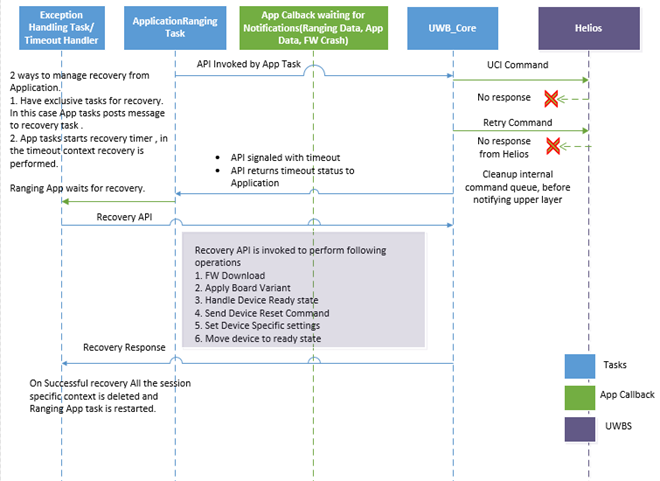 Exception
Handling Task/
Timeout Handler
ApplicationRanging
Task
App Calback waiting for
Notifications(Ranging Data, App
Data, FW Crash)
UWB_Core
Helios
2 ways to manage recovery from
Application.
1. Have exclusive tasks for recovery.
In this case App tasks posts message
to recovery task .
2. App tasks starts recovery timer , in
the timeout context recovery is
performed.
API Invoked by App Task
UCI Command
No response
Retry Command
No response
from Helios
• API signaled with timeout
• API returns timeout status to
Application
Cleanup internal
command queue, before
notifying upper layer
Ranging App waits for recovery.
Recovery API
Recovery API is invoked to perform following
operations
1. FW Download
2. Apply Board Variant
3. Handle Device Ready state
4. Send Device Reset Command
5. Set Device Specific settings
6. Move device to ready state
Recovery Response
On Successful recovery All the session
specific context is deleted and
Ranging App task is restarted.
Tasks
App Callback
UWBS